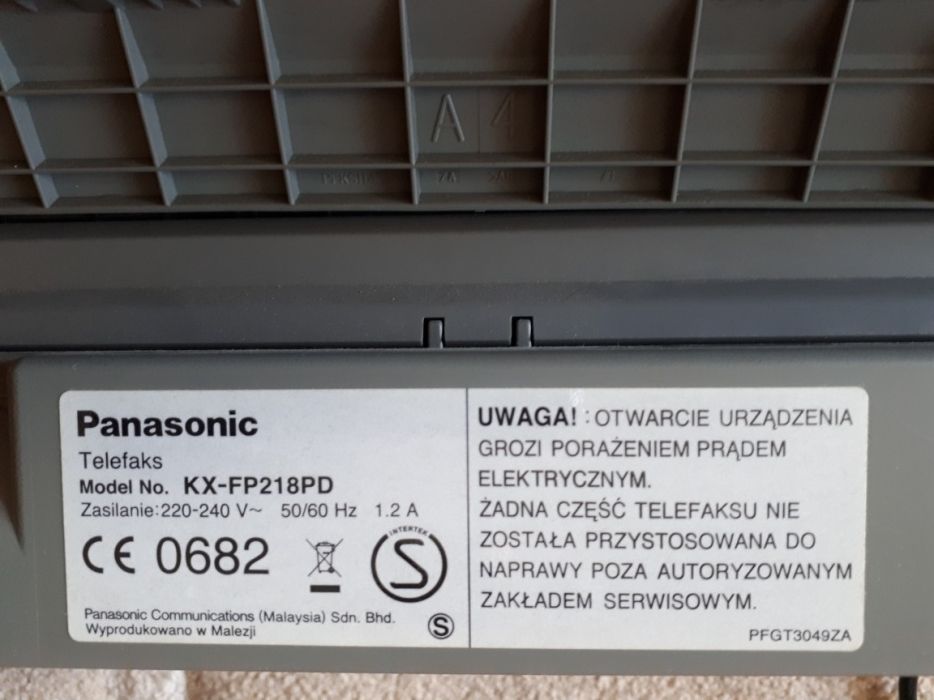 A 4
Panasonic
Telefaks
Model No. KX-FP218PD
Zasilanie:220-240 V~ 50/60 Hz 1.2 A
CE 0682
INTERTEK
S
Panasonic Communications (Malaysia) Sdn. Bhd.
Wyprodukowano w Malezji
S
UWAGA! : OTWARCIE URZĄDZENIA
GROZI PORAŻENIEM PRĄDEM
ELEKTRYCZNYM.
ŻADNA CZĘŚĆ TELEFAKSU NIE
ZOSTAŁA PRZYSTOSOWANA DO
NAPRAWY POZA AUTORYZOWANYM
ZAKŁADEM SERWISOWYM.
PFGT3049ZA